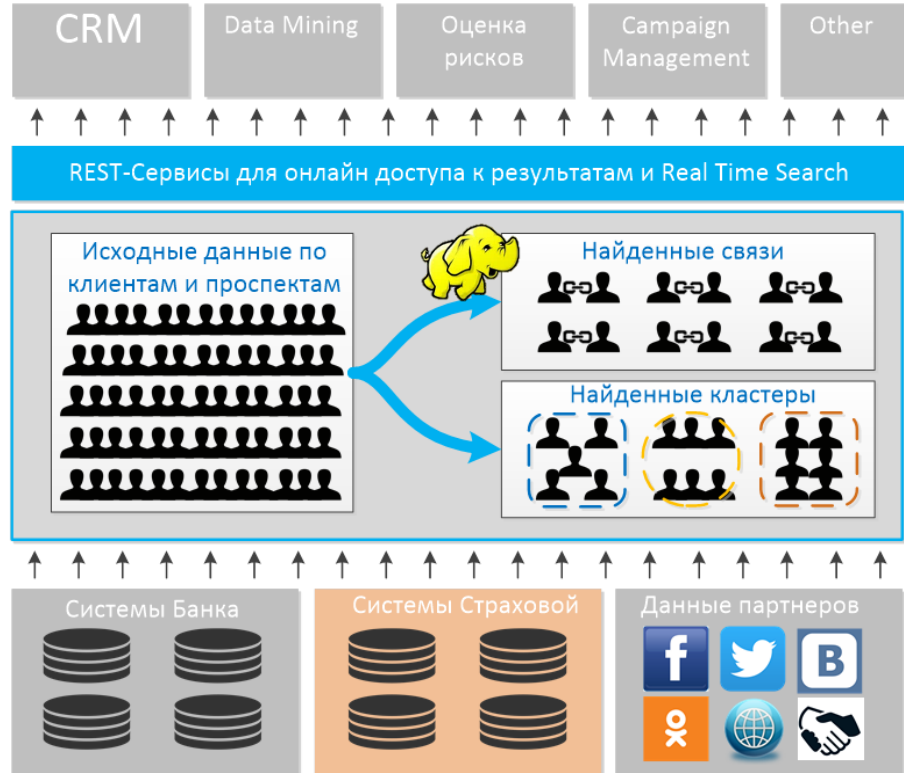 CRM
Data Mining
Оценка
рисков
Campaign
Management
Other
REST-Сервисы для онлайн доступа к результатам и Real Time Search
Исходные данные по
клиентам и проспектам
Найденные связи
Найденные кластеры
Системы Банка
Системы Страховой
Данные партнеров
f
B